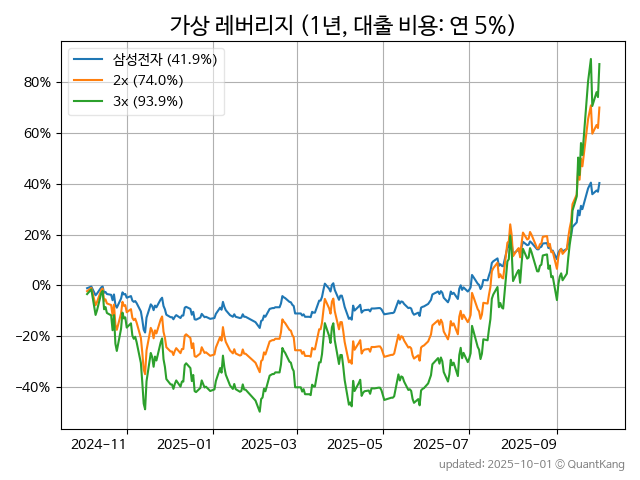 가상 레버리지 (1년, 대출 비용: 연 5%)
삼성전자 (41.9%)
2x (74.0%)
3x (93.9%)
80%
60%
40%
20%
0%
−20%
−40%
2024-11
2025-01
2025-03
2025-05
2025-07
2025-09
updated: 2025-10-01 © QuantKang